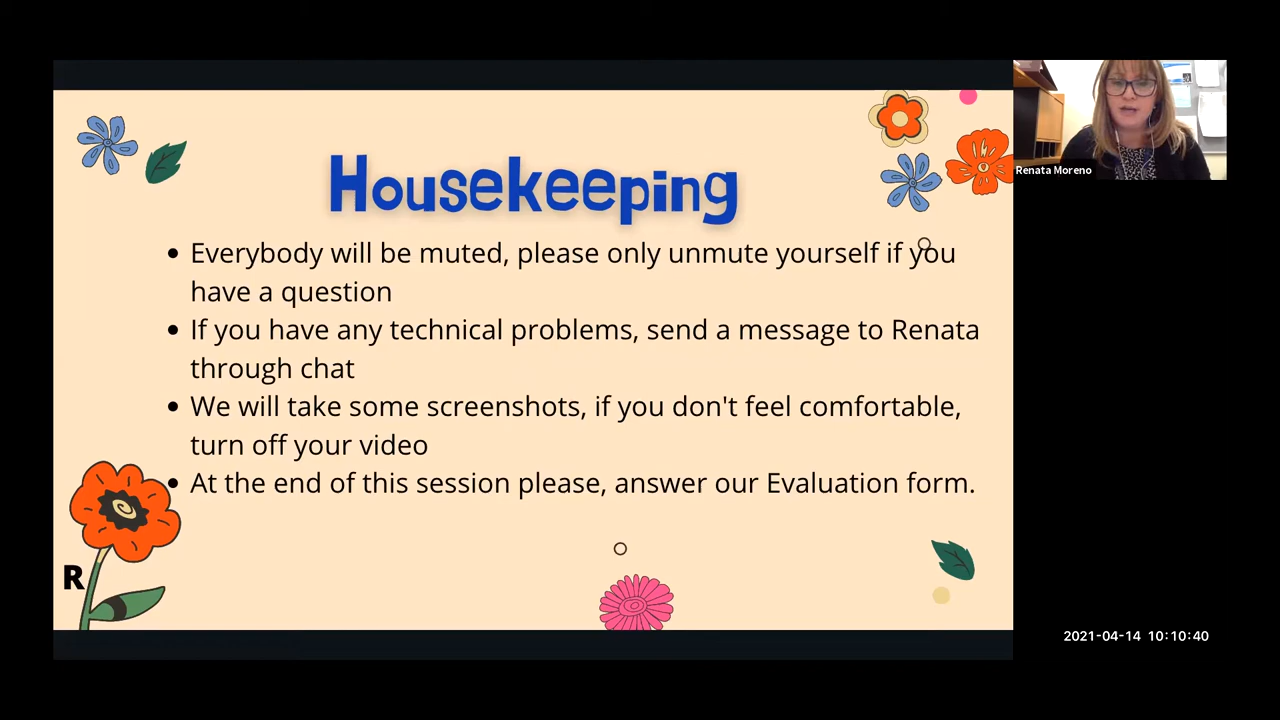 Housekeeping
Everybody will be muted, please only unmute yourself if you
have a question
If you have any technical problems, send a message to Renata
through chat
We will take some screenshots, if you don't feel comfortable,
turn off your video
At the end of this session please, answer our Evaluation form.
R
Renata Moreno
2021-04-14 10:10:40